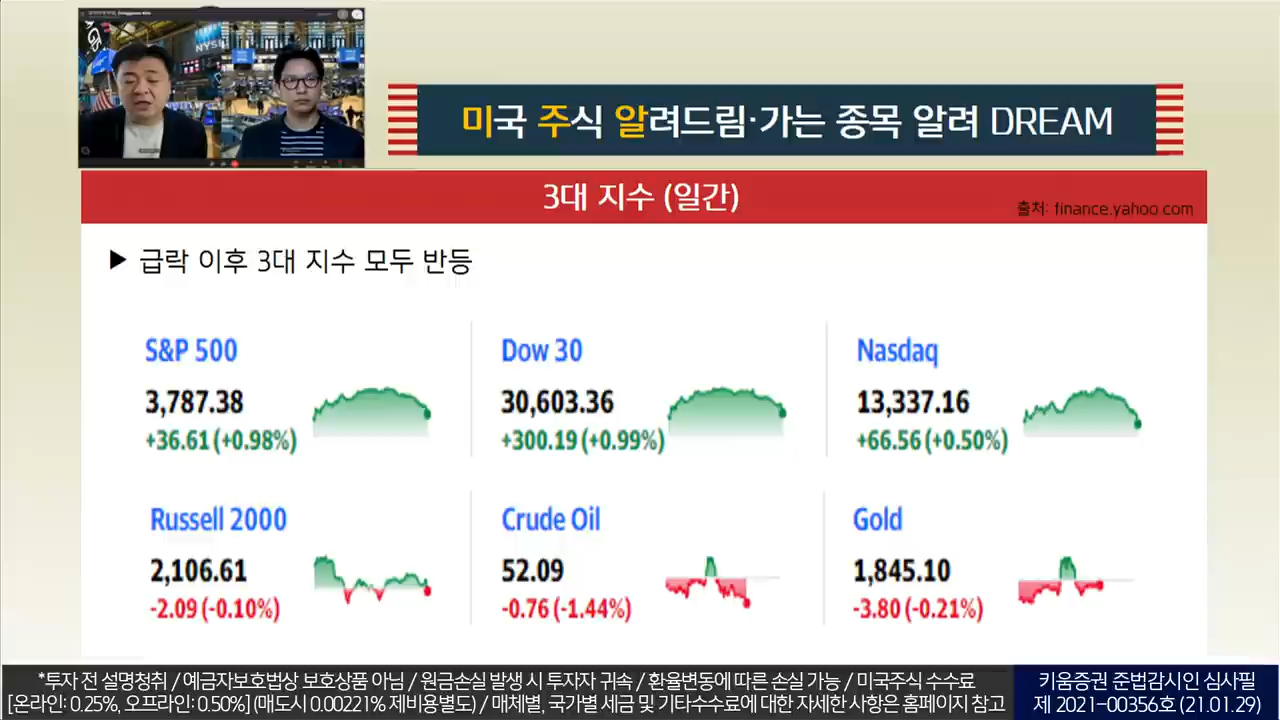 NYSE
미국 주식 알려드림·가는 종목 알려 DREAM
3대 지수 (일간)
출처: finance.yahoo.com
▶ 급락 이후 3대 지수 모두 반등
S&P 500
3,787.38
+36.61 (+0.98%)
Dow 30
30,603.36
+300.19 (+0.99%)
Nasdaq
13,337.16
+66.56 (+0.50%)
Russell 2000
2,106.61
-2.09 (-0.10%)
Crude Oil
52.09
-0.76 (-1.44%)
Gold
1,845.10
-3.80 (-0.21%)
*투자 전 설명청취 / 예금자보호법상 보호상품 아님 / 원금손실 발생 시 투자자 귀속 / 환율변동에 따른 손실 가능 / 미국주식 수수료
[온라인: 0.25%, 오프라인: 0.50%] (매도시 0.00221% 제비용별도) / 매체별, 국가별 세금 및 기타수수료에 대한 자세한 사항은 홈페이지 참고
키움증권 준법감시인 심사필
제 2021-00356호 (21.01.29)